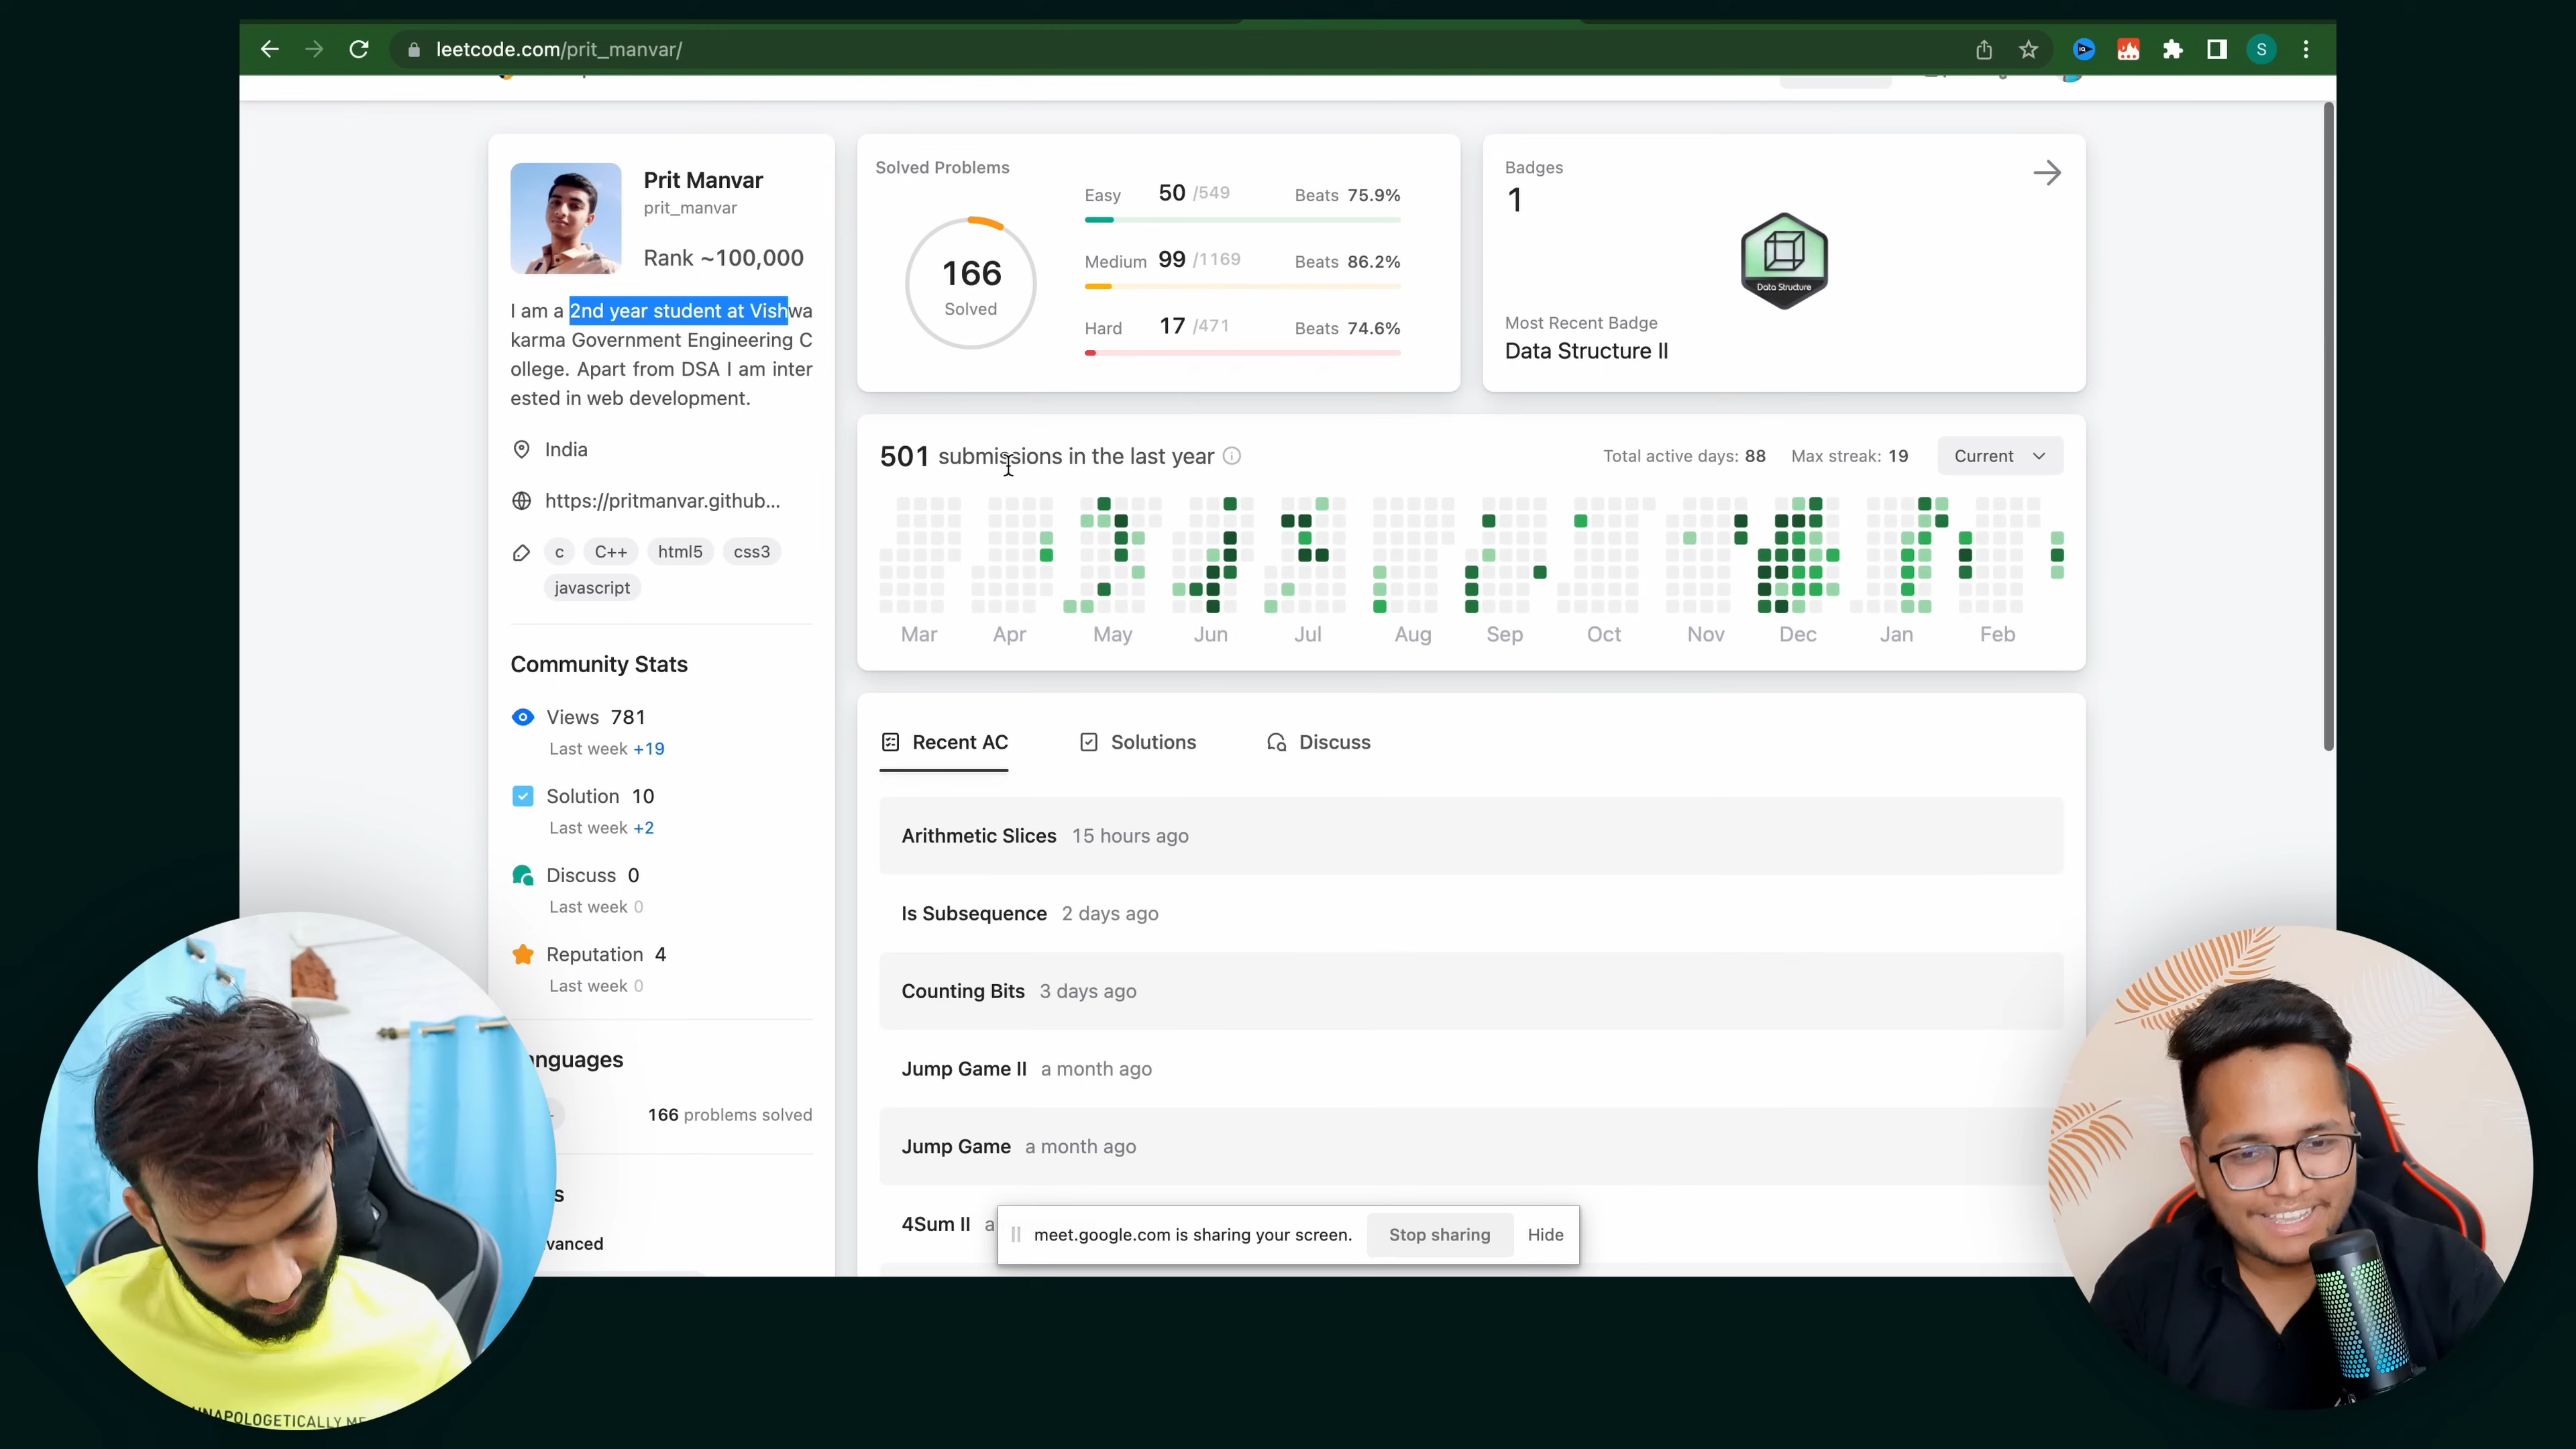 leetcode.com/prit_manvar/
S
Prit Manvar
prit_manvar
Rank ~100,000
I am a 2nd year student at Vishwa
karma Government Engineering C
ollege. Apart from DSA I am inter
ested in web development.
India
https://pritmanvar.github...
c C++ html5 css3
javascript
Community Stats
Views 781
Last week +19
Solution 10
Last week +2
Discuss 0
Last week 0
Reputation 4
Last week 0
nguages
166 problems solved
s
vanced
Solved Problems
166
Solved
Easy 50 /549 Beats 75.9%
Medium 99 /1169 Beats 86.2%
Hard 17 /471 Beats 74.6%
Badges
1
Data Structure
Most Recent Badge
Data Structure II
501 submissions in the last year
Total active days: 88 Max streak: 19 Current
Mar Apr May Jun Jul Aug Sep Oct Nov Dec Jan Feb
Recent AC Solutions Discuss
Arithmetic Slices 15 hours ago
Is Subsequence 2 days ago
Counting Bits 3 days ago
Jump Game II a month ago
Jump Game a month ago
4Sum II a
meet.google.com is sharing your screen. Stop sharing Hide
NAPOLOGETICALLY ME